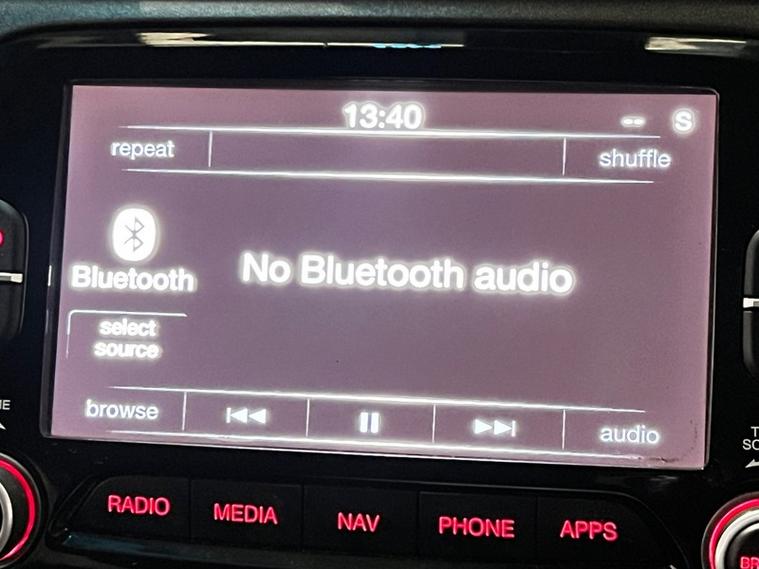 13:40
-- S
repeat
shuffle
Bluetooth
No Bluetooth audio
select
source
browse
audio
RADIO
MEDIA
NAV
PHONE
APPS